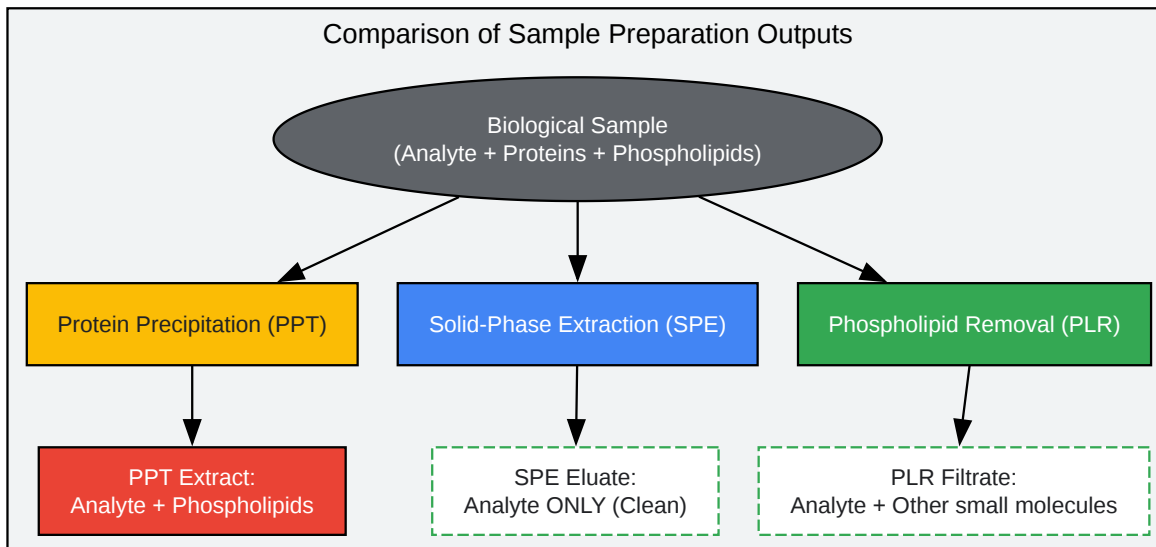 Comparison of Sample Preparation Outputs
Biological Sample
(Analyte + Proteins + Phospholipids)
Protein Precipitation (PPT)
Solid-Phase Extraction (SPE)
Phospholipid Removal (PLR)
PPT Extract:
Analyte + Phospholipids
SPE Eluate:
Analyte ONLY (Clean)
PLR Filtrate:
Analyte + Other small molecules